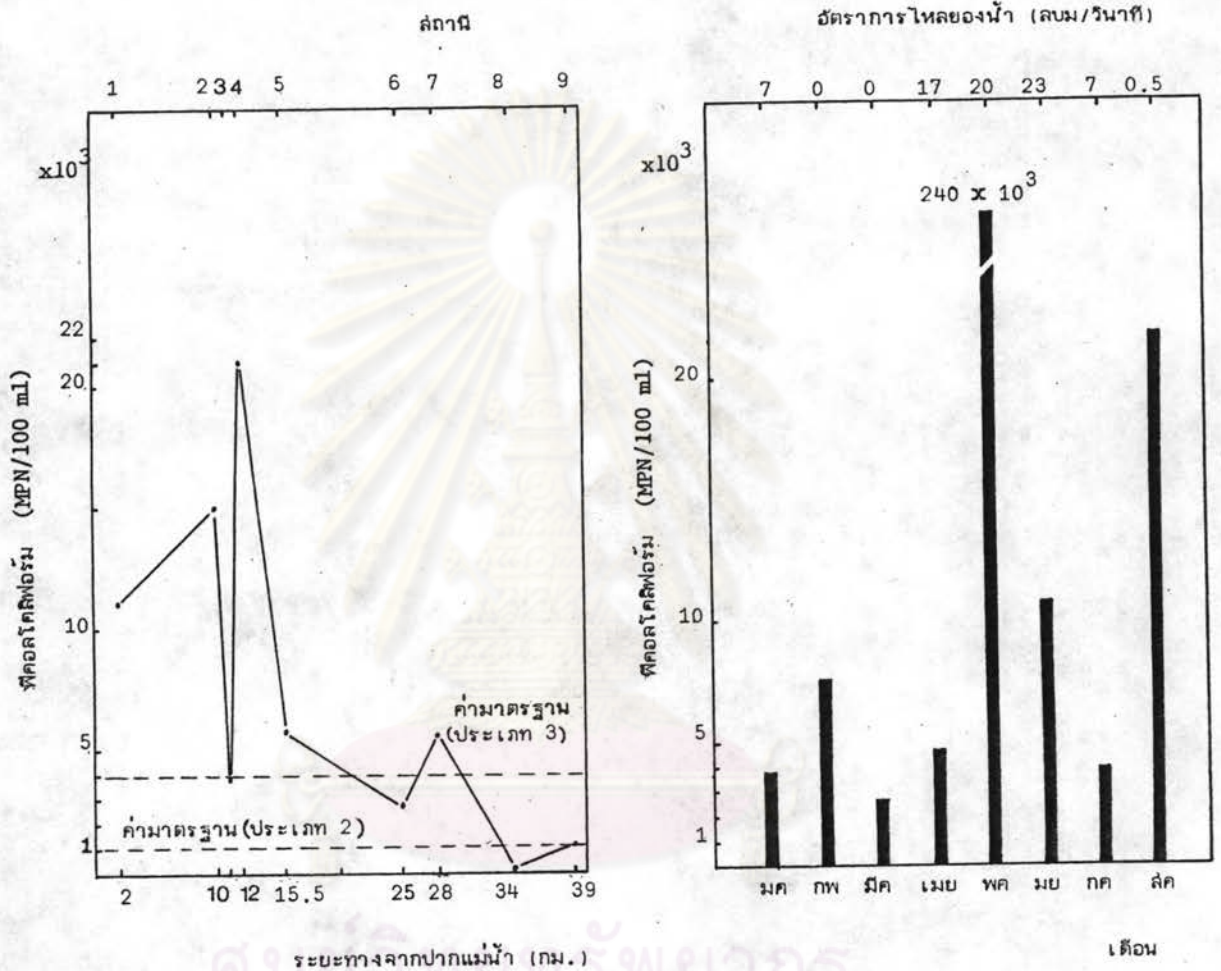 สถานี
1 2 3 4 5 6 7 8 9
x10³
22
20
10
5
1
ฟีคอลโคลิฟอร์ม (MPN/100 ml)
ค่ามาตรฐาน
(ประเภท 3)
ค่ามาตรฐาน (ประเภท 2)
2 10 12 15.5 25 28 34 39
ระยะทางจากปากแม่น้ำ (กม.)
อัตราการไหลของน้ำ (ลบม/วินาที)
7 0 0 17 20 23 7 0.5
x10³
240 x 10³
20
10
5
1
ฟีคอลโคลิฟอร์ม (MPN/100 ml)
มค กพ มีค เมย พค มย กค สค
เดือน